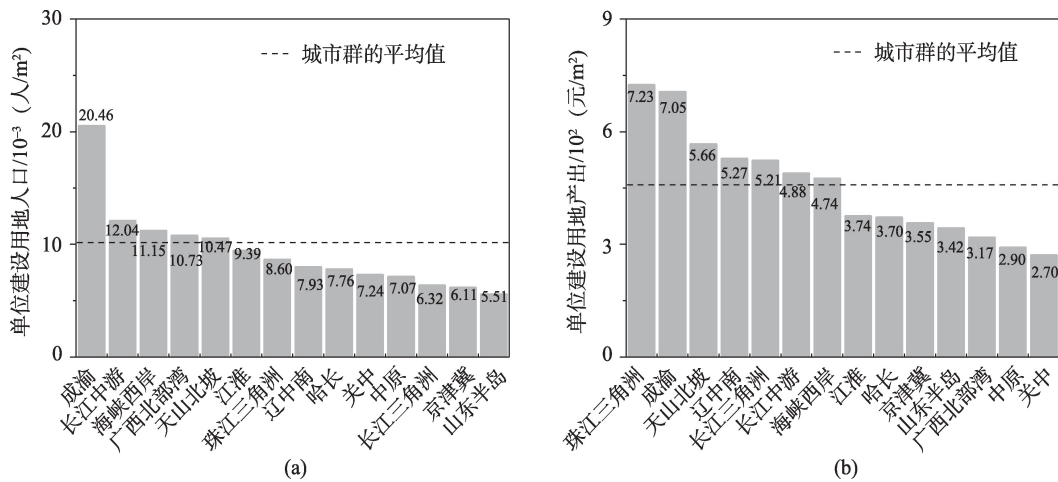 30
20
10
0
单位建设用地人口/10⁻³（人/m²）
城市群的平均值
20.46
12.04
11.15
10.73
10.47
9.39
8.60
7.93
7.76
7.24
7.07
6.32
6.11
5.51
成渝
长江中游
海峡西岸
广西北部湾
天山北坡
江淮
珠江三角洲
辽中南
哈长
关中
中原
长江三角洲
京津冀
山东半岛
(a)
9
6
3
0
单位建设用地产出/10²（元/m²）
城市群的平均值
7.23
7.05
5.66
5.27
5.21
4.88
4.74
3.74
3.70
3.55
3.42
3.17
2.90
2.70
珠江三角洲
成渝
天山北坡
辽中南
长江三角洲
长江中游
海峡西岸
江淮
哈长
京津冀
山东半岛
广西北部湾
中原
关中
(b)